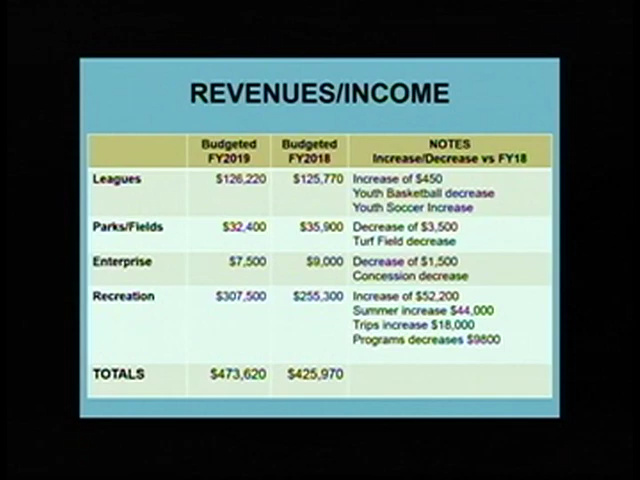 REVENUES/INCOME
Budgeted FY2019 Budgeted FY2018 NOTES Increase/Decrease vs FY18
Leagues $126,220 $125,770 Increase of $450
Youth Basketball decrease
Youth Soccer Increase
Parks/Fields $32,400 $35,900 Decrease of $3,500
Turf Field decrease
Enterprise $7,500 $9,000 Decrease of $1,500
Concession decrease
Recreation $307,500 $255,300 Increase of $52,200
Summer increase $44,000
Trips increase $18,000
Programs decreases $9800
TOTALS $473,620 $425,970